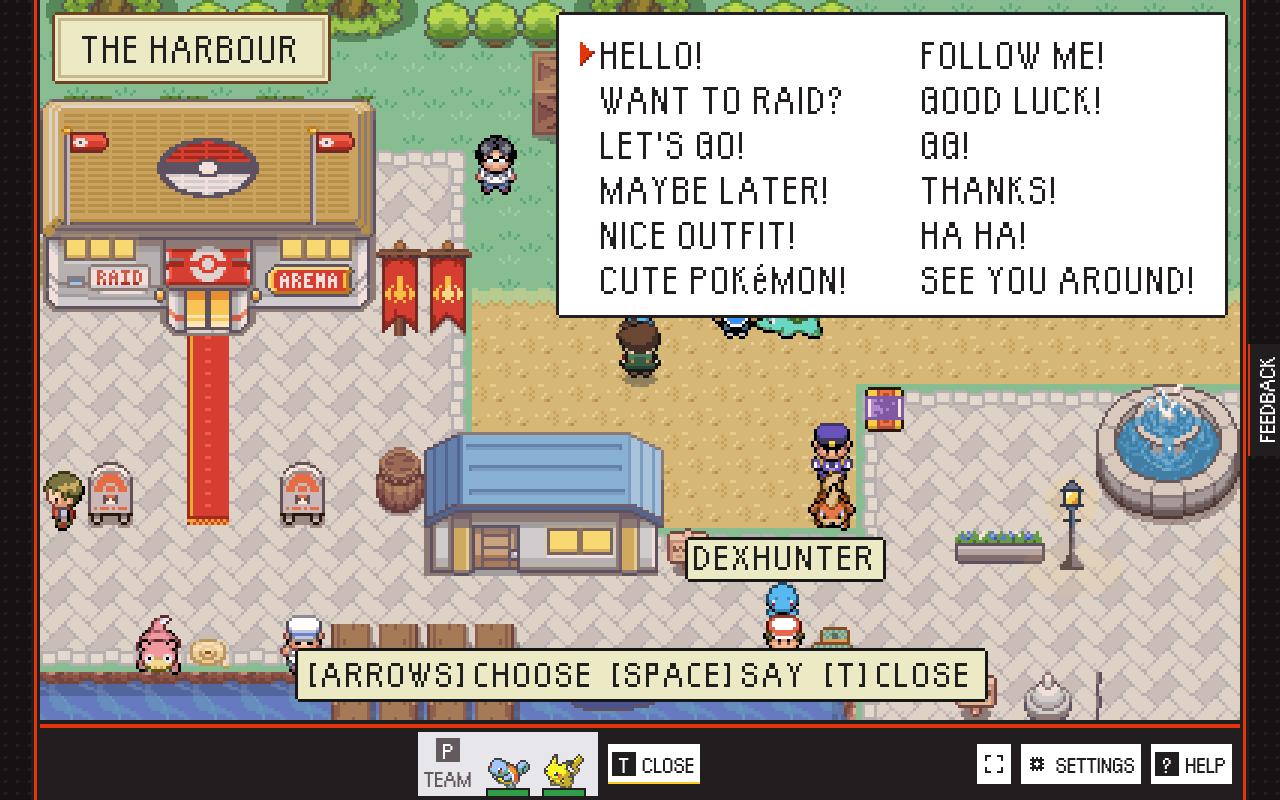 THE HARBOUR
HELLO!
FOLLOW ME!
WANT TO RAID?
GOOD LUCK!
LET'S GO!
GG!
MAYBE LATER!
THANKS!
NICE OUTFIT!
HA HA!
CUTE POKéMON!
SEE YOU AROUND!
RAID
ARENA
FEEDBACK
DEXHUNTER
[ARROWS] CHOOSE [SPACE] SAY [T] CLOSE
P
TEAM
T CLOSE
SETTINGS
? HELP